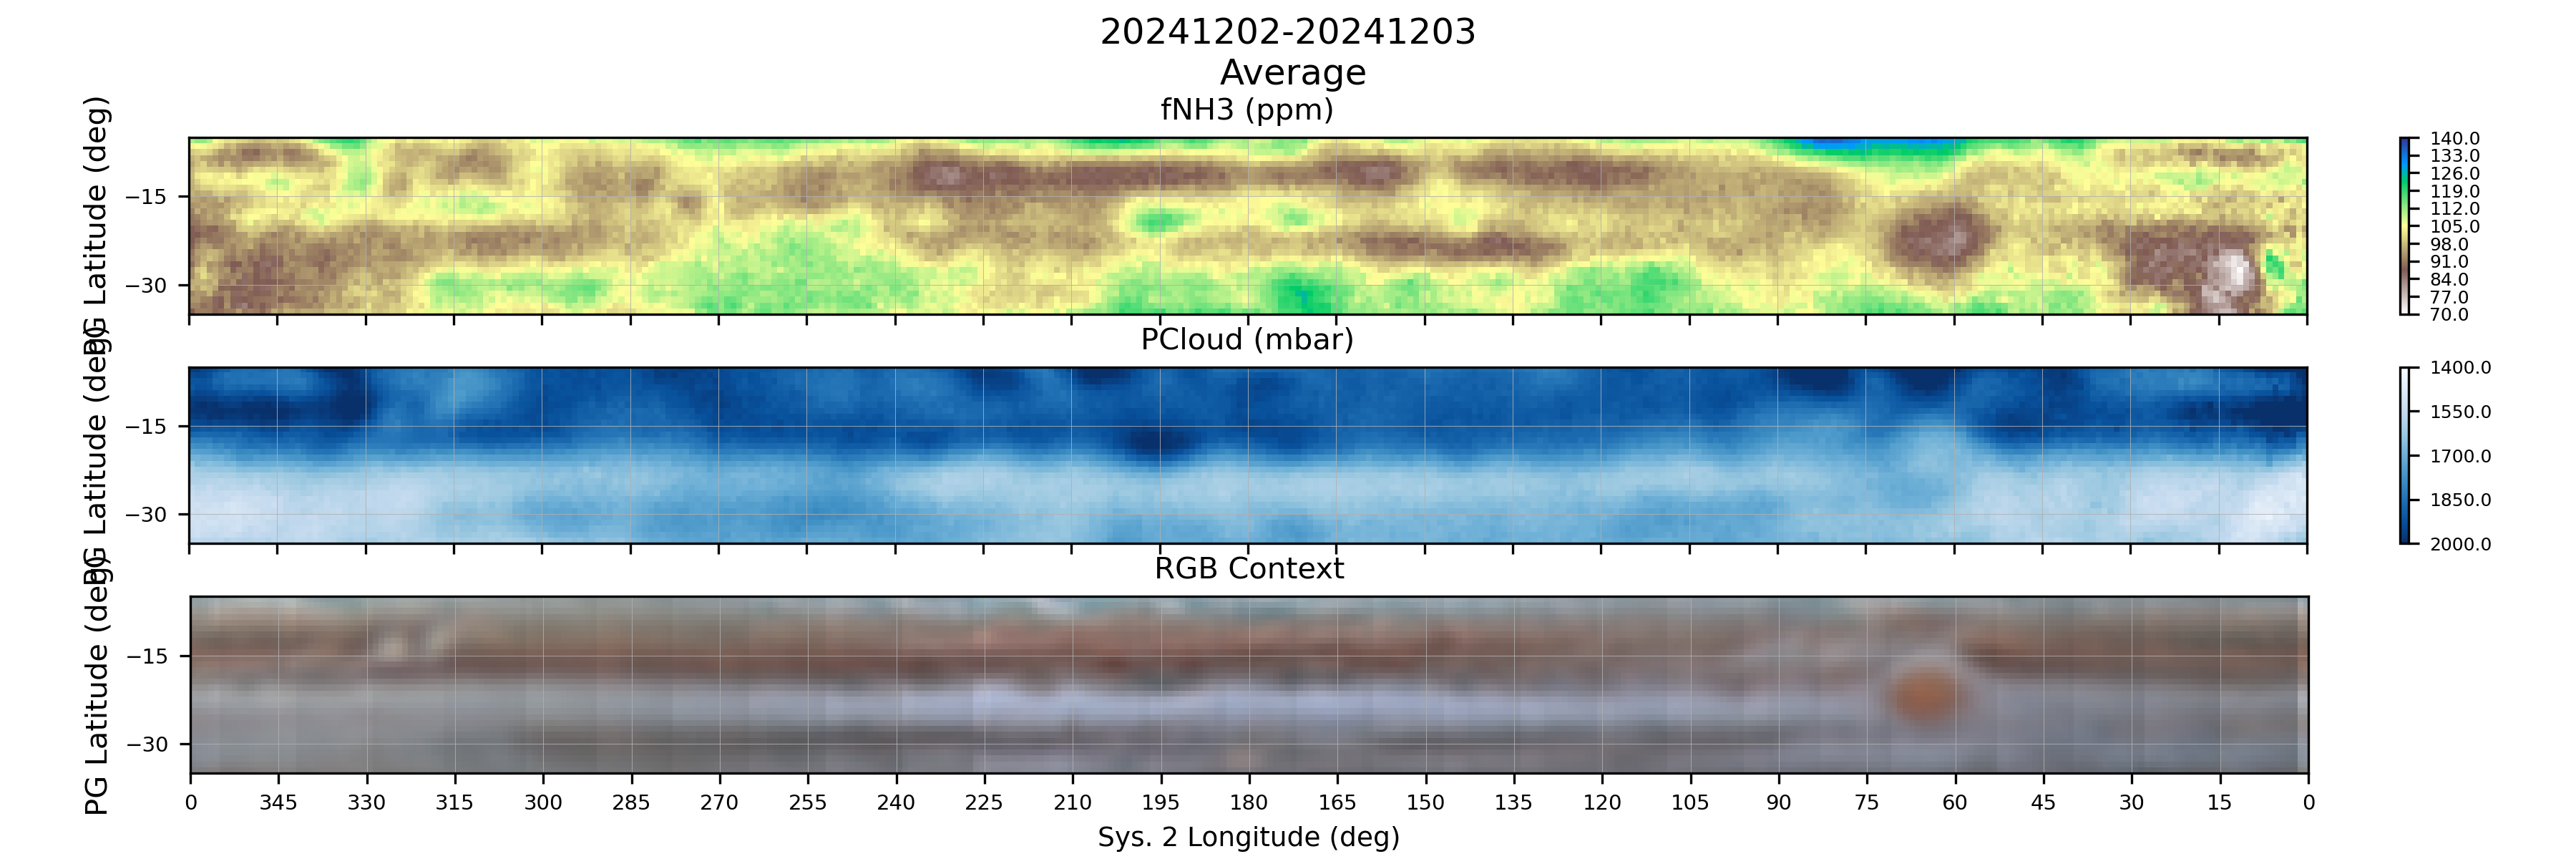 20241202-20241203
Average
fNH3 (ppm)
PG Latitude (deg)
−15
−30
140.0
133.0
126.0
119.0
112.0
105.0
98.0
91.0
84.0
77.0
70.0
PCloud (mbar)
PG Latitude (deg)
−15
−30
1400.0
1550.0
1700.0
1850.0
2000.0
RGB Context
PG Latitude (deg)
−15
−30
0 345 330 315 300 285 270 255 240 225 210 195 180 165 150 135 120 105 90 75 60 45 30 15 0
Sys. 2 Longitude (deg)